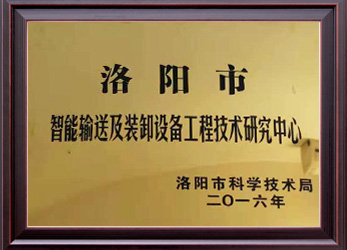 洛阳市
智能输送及装卸设备工程技术研究中心
洛阳市科学技术局
二〇一六年